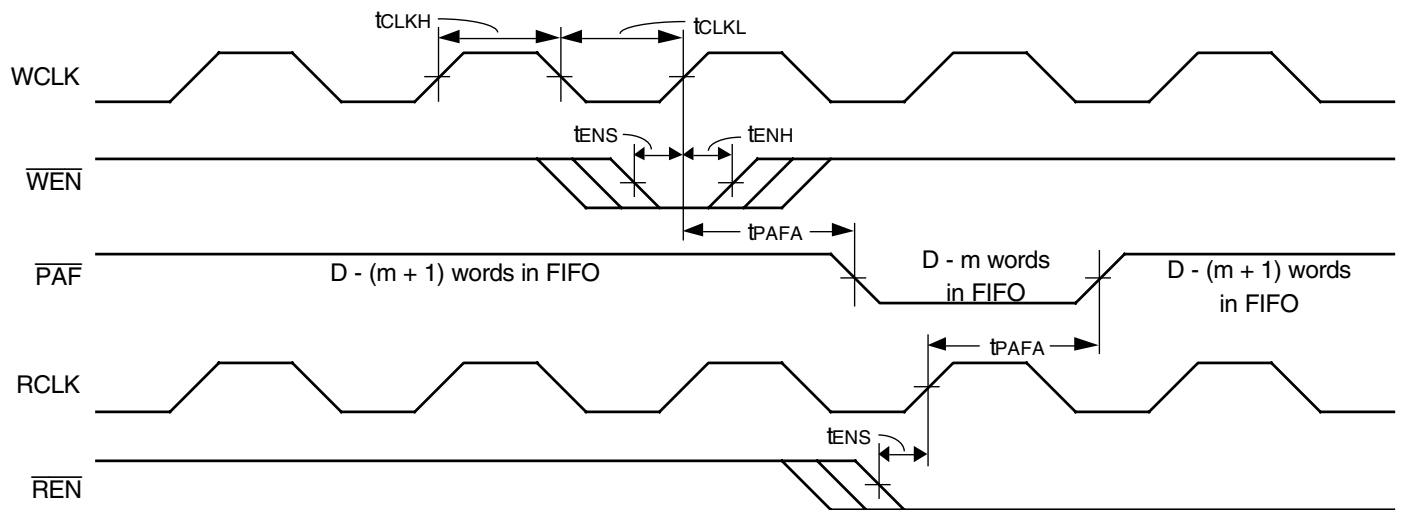 tCLKH
tCLKL
WCLK
tENS
tENH
WEN
tPAFA
PAF
D - (m + 1) words in FIFO
D - m words
in FIFO
D - (m + 1) words
in FIFO
tPAFA
RCLK
tENS
REN